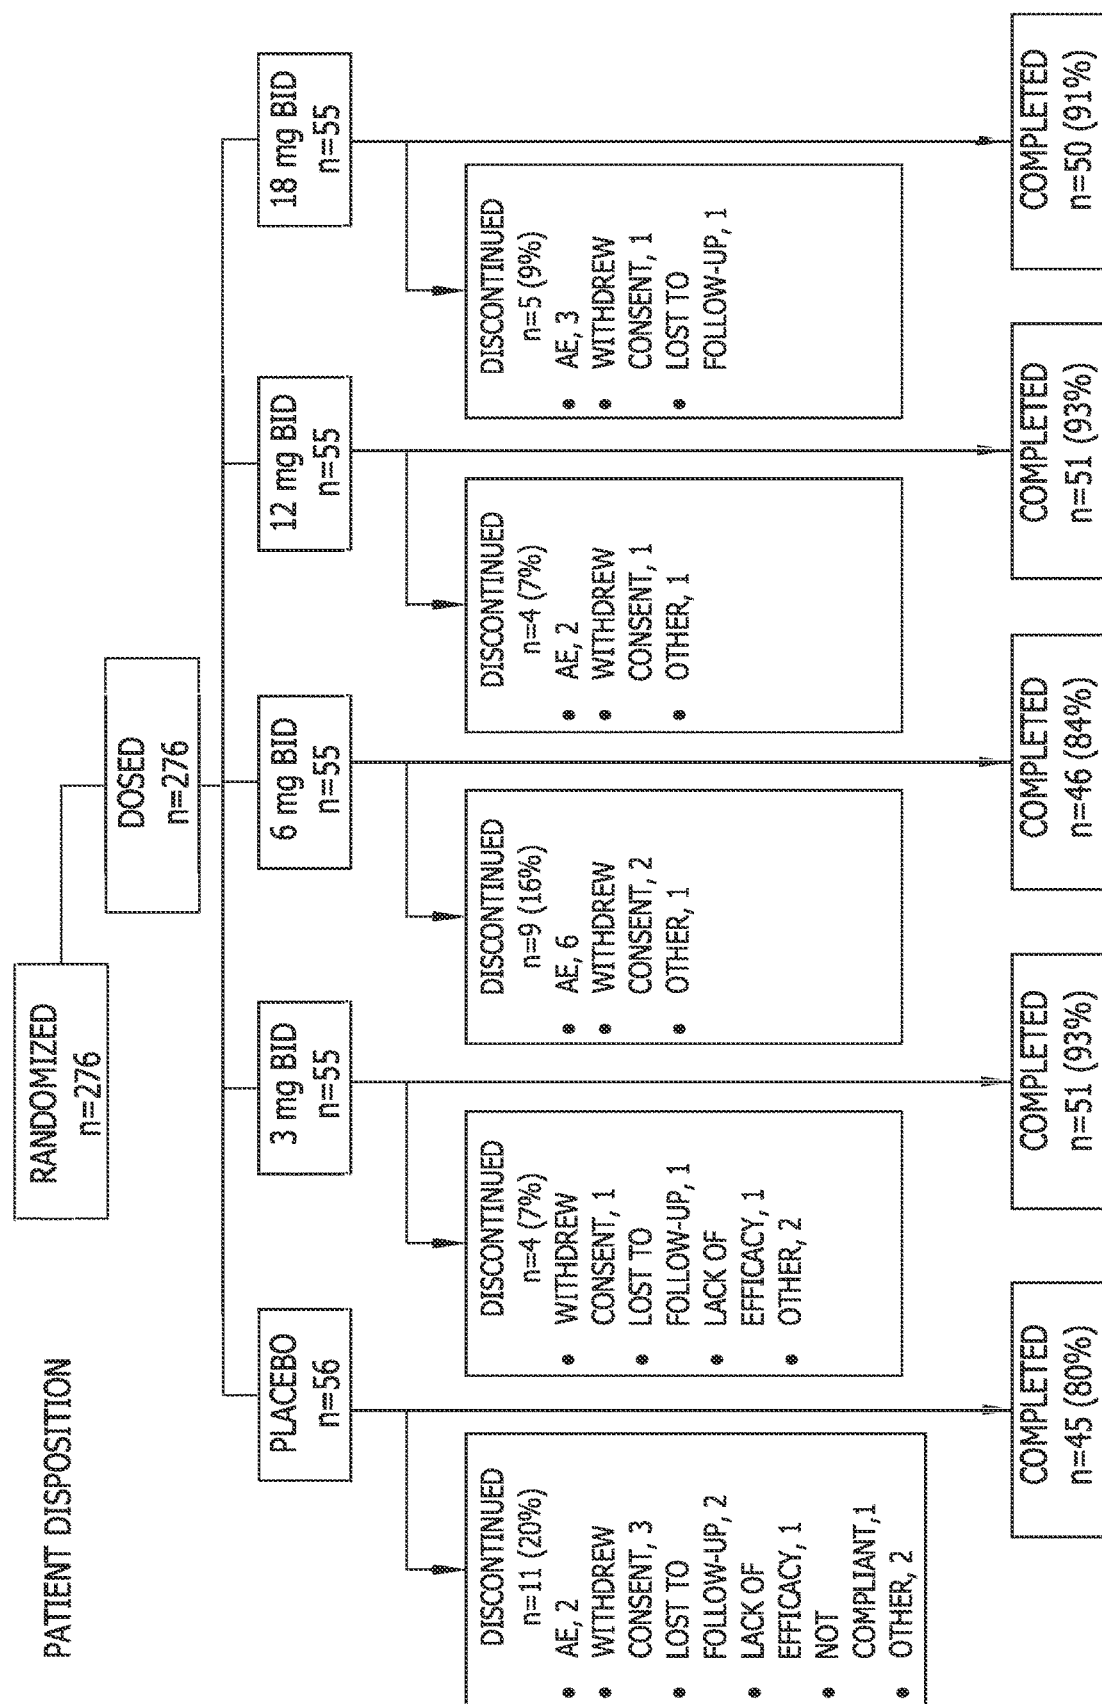 PATIENT DISPOSITION
RANDOMIZED
n=276
DOSED
n=276
PLACEBO
n=56
3 mg BID
n=55
6 mg BID
n=55
12 mg BID
n=55
18 mg BID
n=55
DISCONTINUED
n=11 (20%)
• AE, 2
• WITHDREW
CONSENT, 3
• LOST TO
FOLLOW-UP, 2
• LACK OF
EFFICACY, 1
• NOT
COMPLIANT,1
• OTHER, 2
DISCONTINUED
n=4 (7%)
• WITHDREW
CONSENT, 1
• LOST TO
FOLLOW-UP, 1
• LACK OF
EFFICACY, 1
• OTHER, 2
DISCONTINUED
n=9 (16%)
• AE, 6
• WITHDREW
CONSENT, 2
• OTHER, 1
DISCONTINUED
n=4 (7%)
• AE, 2
• WITHDREW
CONSENT, 1
• OTHER, 1
DISCONTINUED
n=5 (9%)
• AE, 3
• WITHDREW
CONSENT, 1
• LOST TO
FOLLOW-UP, 1
COMPLETED
n=45 (80%)
COMPLETED
n=51 (93%)
COMPLETED
n=46 (84%)
COMPLETED
n=51 (93%)
COMPLETED
n=50 (91%)